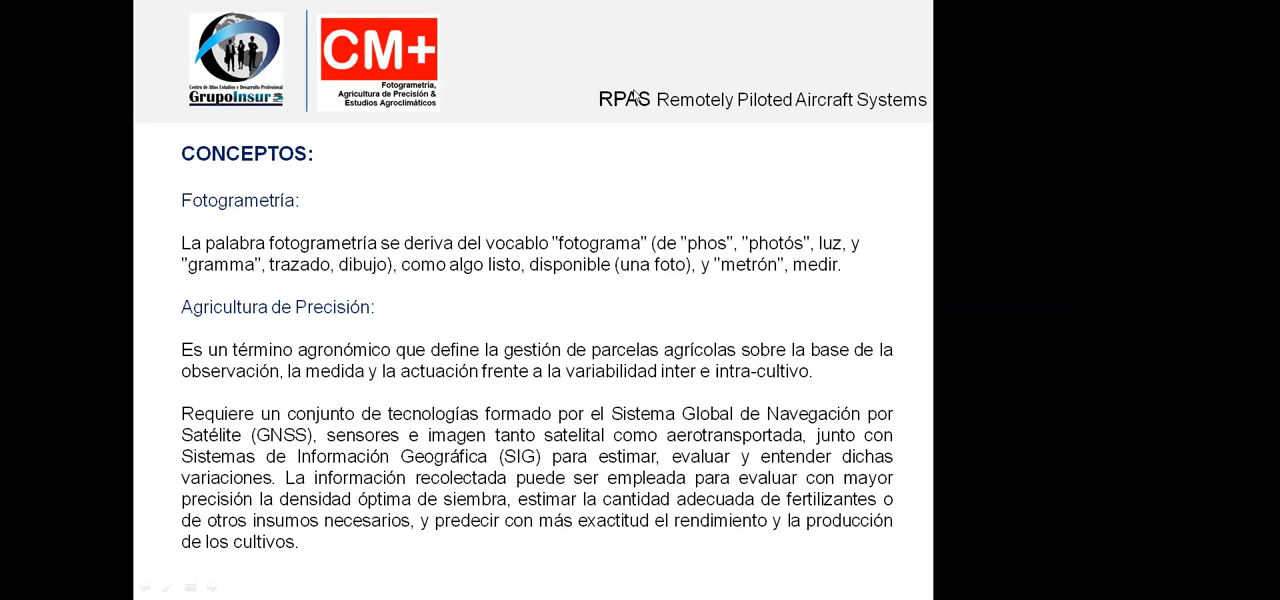 Centro de Altos Estudios y Desarrollo Profesional
GrupoInsur
CM+
Fotogrametría,
Agricultura de Precisión &
Estudios Agroclimáticos
RPAS Remotely Piloted Aircraft Systems
CONCEPTOS:
Fotogrametría:
La palabra fotogrametría se deriva del vocablo "fotograma" (de "phos", "photós", luz, y
"gramma", trazado, dibujo), como algo listo, disponible (una foto), y "metrón", medir.
Agricultura de Precisión:
Es un término agronómico que define la gestión de parcelas agrícolas sobre la base de la
observación, la medida y la actuación frente a la variabilidad inter e intra-cultivo.
Requiere un conjunto de tecnologías formado por el Sistema Global de Navegación por
Satélite (GNSS), sensores e imagen tanto satelital como aerotransportada, junto con
Sistemas de Información Geográfica (SIG) para estimar, evaluar y entender dichas
variaciones. La información recolectada puede ser empleada para evaluar con mayor
precisión la densidad óptima de siembra, estimar la cantidad adecuada de fertilizantes o
de otros insumos necesarios, y predecir con más exactitud el rendimiento y la producción
de los cultivos.